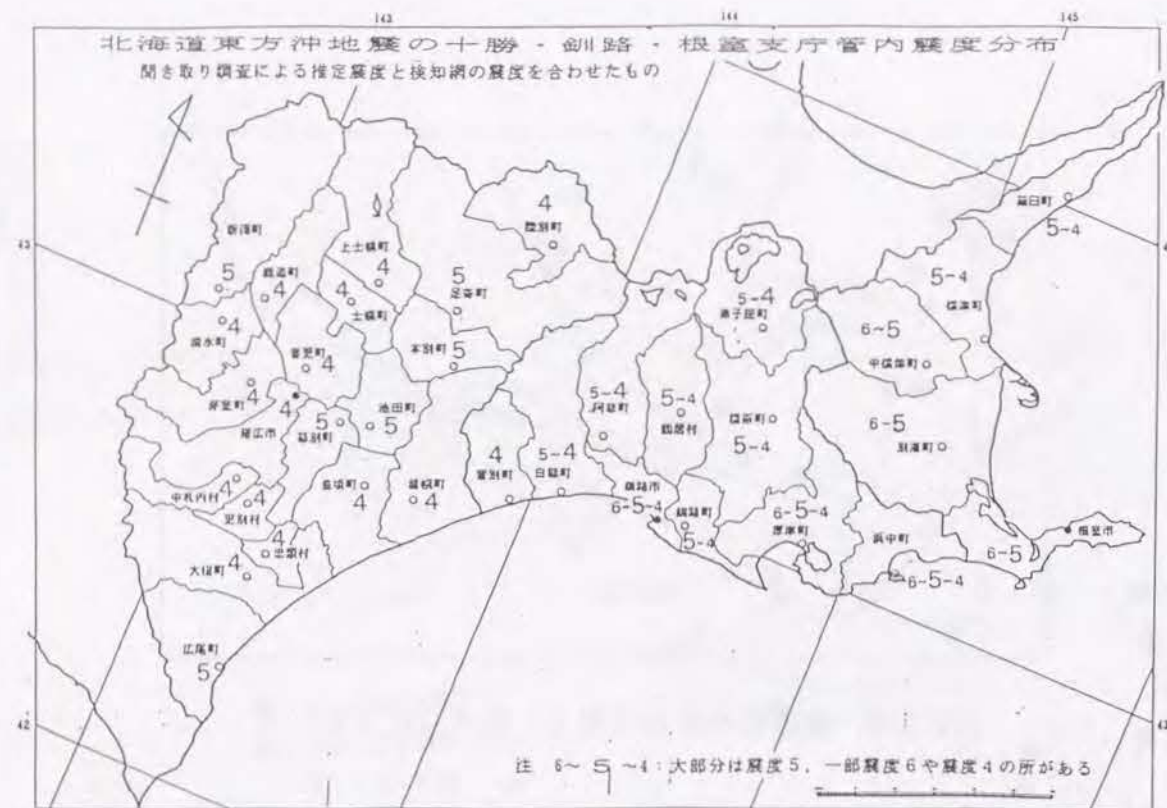 143
144
145
北海道東方沖地震の十勝・釧路・根室支庁管内震度分布
聞き取り調査による推定震度と検知網の震度を合わせたもの
4
陸別町
羅臼町
5-4
43
新得町
5
鹿追町
4
上士幌町
4
4
士幌町
5
足寄町
5-4
弟子屈町
5-4
標津町
6~5
中標津町
清水町
4
音更町
4
本別町
5
芽室町
4
4
帯広市
5
幕別町
池田町
5
5-4
阿寒町
5-4
鶴居村
標茶町
5-4
6-5
別海町
中札内村
4
更別村
4
豊頃町
4
浦幌町
4
4
音別町
5-4
白糠町
釧路市
6-5-4
釧路町
5-4
6-5-4
厚岸町
浜中町
6-5-4
6-5
根室市
4
忠類村
大樹町
4
広尾町
5
42
注 6~5~4:大部分は震度5,一部震度6や震度4の所がある